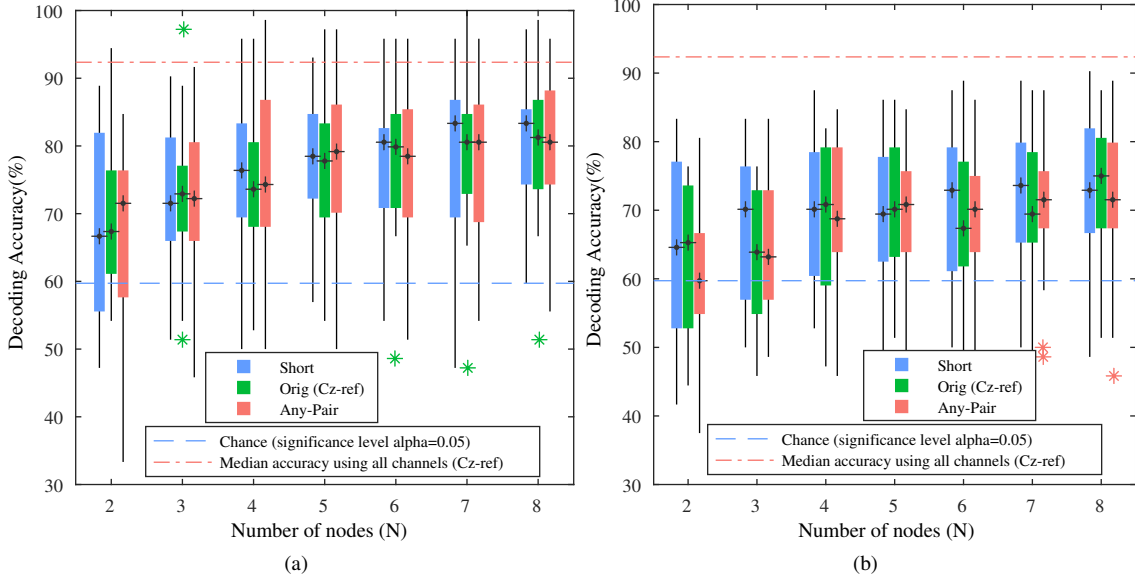 100
90
80
70
60
50
40
30
Decoding Accuracy(%)
Short
Orig (Cz-ref)
Any-Pair
Chance (significance level alpha=0.05)
Median accuracy using all channels (Cz-ref)
2 3 4 5 6 7 8
Number of nodes (N)
(a)
100
90
80
70
60
50
40
30
Decoding Accuracy (%)
Short
Orig (Cz-ref)
Any-Pair
Chance (significance level alpha=0.05)
Median accuracy using all channels (Cz-ref)
2 3 4 5 6 7 8
Number of nodes (N)
(b)